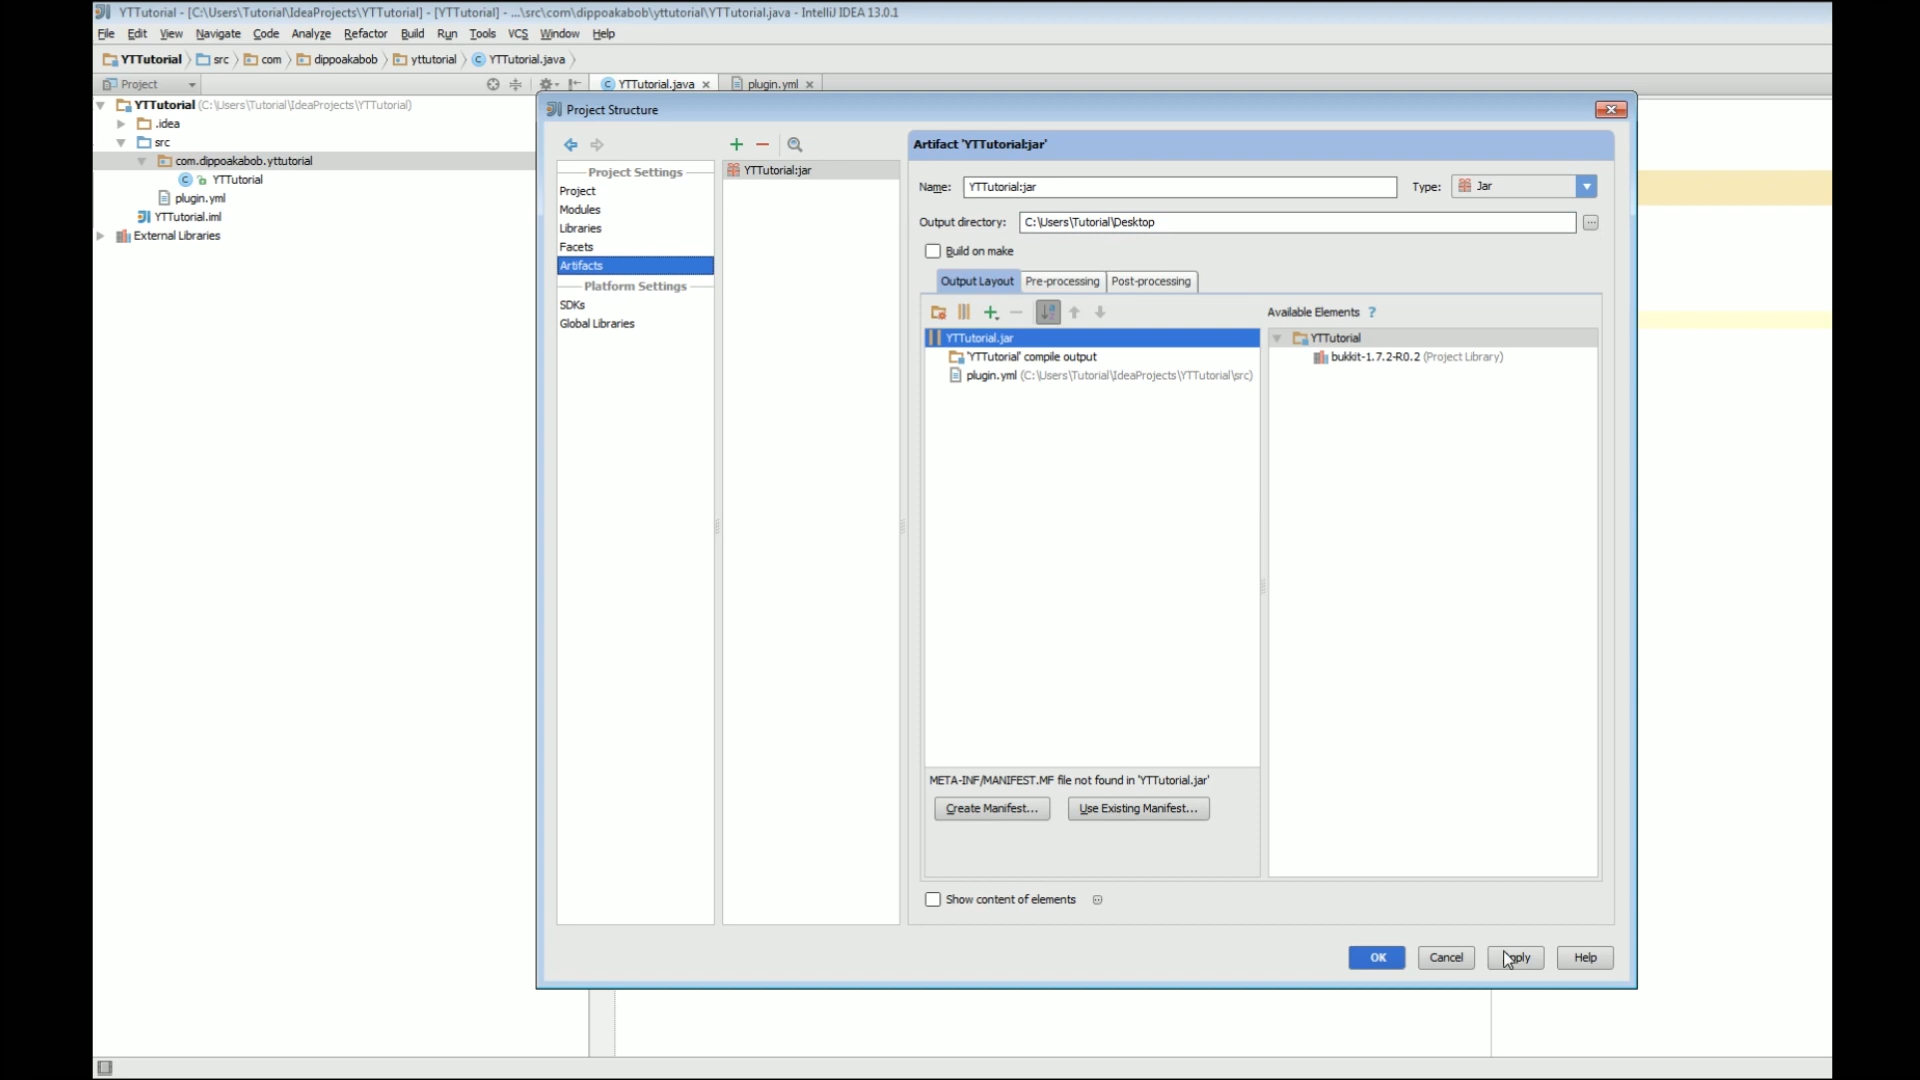 YTTutorial - [C:\Users\Tutorial\IdeaProjects\YTTutorial] - [YTTutorial] - ...\src\com\dippoakabob\yttutorial\YTTutorial.java - IntelliJ IDEA 13.0.1
File Edit View Navigate Code Analyze Refactor Build Run Tools VCS Window Help
YTTutorial src com dippoakabob yttutorial YTTutorial.java
Project YTTutorial.java plugin.yml
YTTutorial (C:\Users\Tutorial\IdeaProjects\YTTutorial)
.idea
src
com.dippoakabob.yttutorial
YTTutorial
plugin.yml
YTTutorial.iml
External Libraries
Project Structure
Project Settings
Project
Modules
Libraries
Facets
Artifacts
Platform Settings
SDKs
Global Libraries
YTTutorial:jar
Artifact 'YTTutorial:jar'
Name: YTTutorial:jar Type: Jar
Output directory: C:\Users\Tutorial\Desktop
Build on make
Output Layout Pre-processing Post-processing
Available Elements ?
YTTutorial.jar
'YTTutorial' compile output
plugin.yml (C:\Users\Tutorial\IdeaProjects\YTTutorial\src)
YTTutorial
bukkit-1.7.2-R0.2 (Project Library)
META-INF/MANIFEST.MF file not found in 'YTTutorial.jar'
Create Manifest... Use Existing Manifest...
Show content of elements
OK Cancel Apply Help